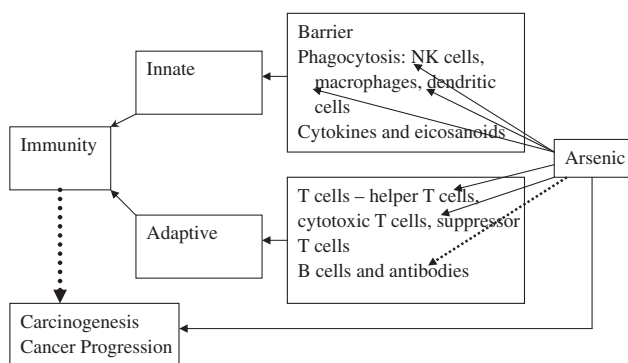 Barrier
Phagocytosis: NK cells,
macrophages, dendritic
cells
Cytokines and eicosanoids
Innate
Immunity
Arsenic
T cells – helper T cells,
cytotoxic T cells, suppressor
T cells
B cells and antibodies
Adaptive
Carcinogenesis
Cancer Progression